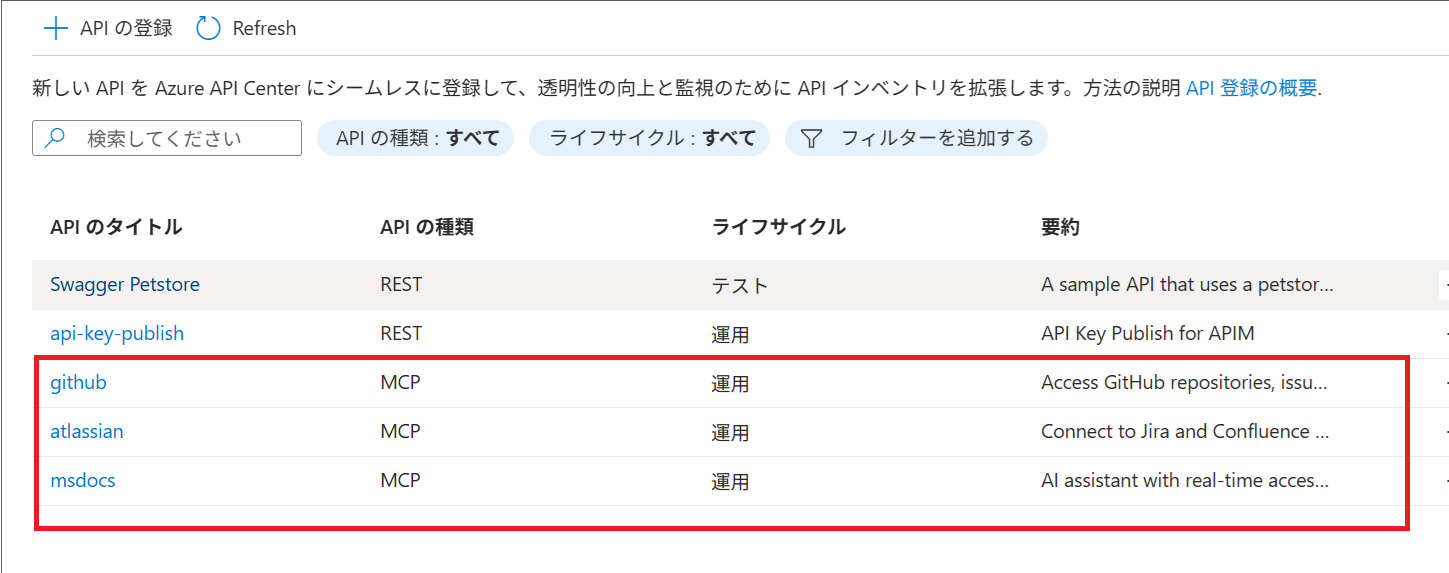 API の登録 Refresh
新しい API を Azure API Center にシームレスに登録して、透明性の向上と監視のために API インベントリを拡張します。方法の説明 API 登録の概要.
検索してください API の種類 : すべて ライフサイクル : すべて フィルターを追加する
API のタイトル API の種類 ライフサイクル 要約
Swagger Petstore REST テスト A sample API that uses a petstor...
api-key-publish REST 運用 API Key Publish for APIM
github MCP 運用 Access GitHub repositories, issu...
atlassian MCP 運用 Connect to Jira and Confluence ...
msdocs MCP 運用 AI assistant with real-time acces...